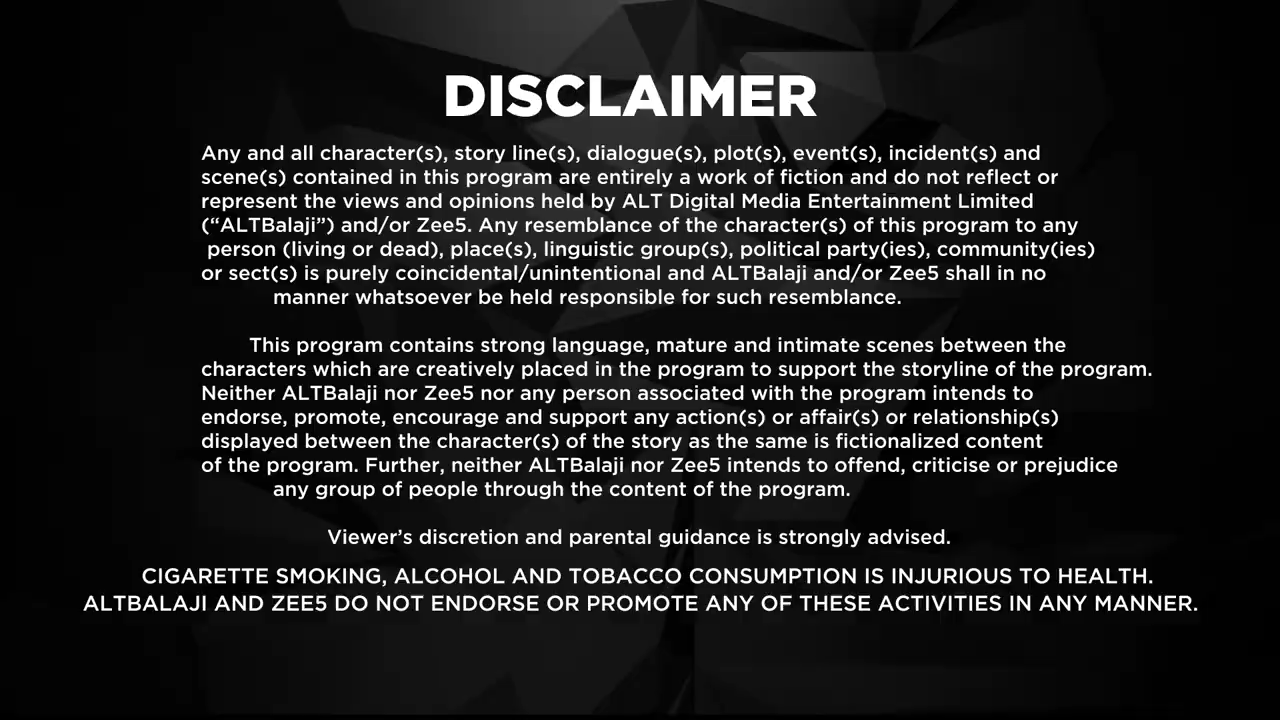 DISCLAIMER
Any and all character(s), story line(s), dialogue(s), plot(s), event(s), incident(s) and
scene(s) contained in this program are entirely a work of fiction and do not reflect or
represent the views and opinions held by ALT Digital Media Entertainment Limited
(“ALTBalaji”) and/or Zee5. Any resemblance of the character(s) of this program to any
person (living or dead), place(s), linguistic group(s), political party(ies), community(ies)
or sect(s) is purely coincidental/unintentional and ALTBalaji and/or Zee5 shall in no
manner whatsoever be held responsible for such resemblance.
This program contains strong language, mature and intimate scenes between the
characters which are creatively placed in the program to support the storyline of the program.
Neither ALTBalaji nor Zee5 nor any person associated with the program intends to
endorse, promote, encourage and support any action(s) or affair(s) or relationship(s)
displayed between the character(s) of the story as the same is fictionalized content
of the program. Further, neither ALTBalaji nor Zee5 intends to offend, criticise or prejudice
any group of people through the content of the program.
Viewer’s discretion and parental guidance is strongly advised.
CIGARETTE SMOKING, ALCOHOL AND TOBACCO CONSUMPTION IS INJURIOUS TO HEALTH.
ALTBALAJI AND ZEE5 DO NOT ENDORSE OR PROMOTE ANY OF THESE ACTIVITIES IN ANY MANNER.